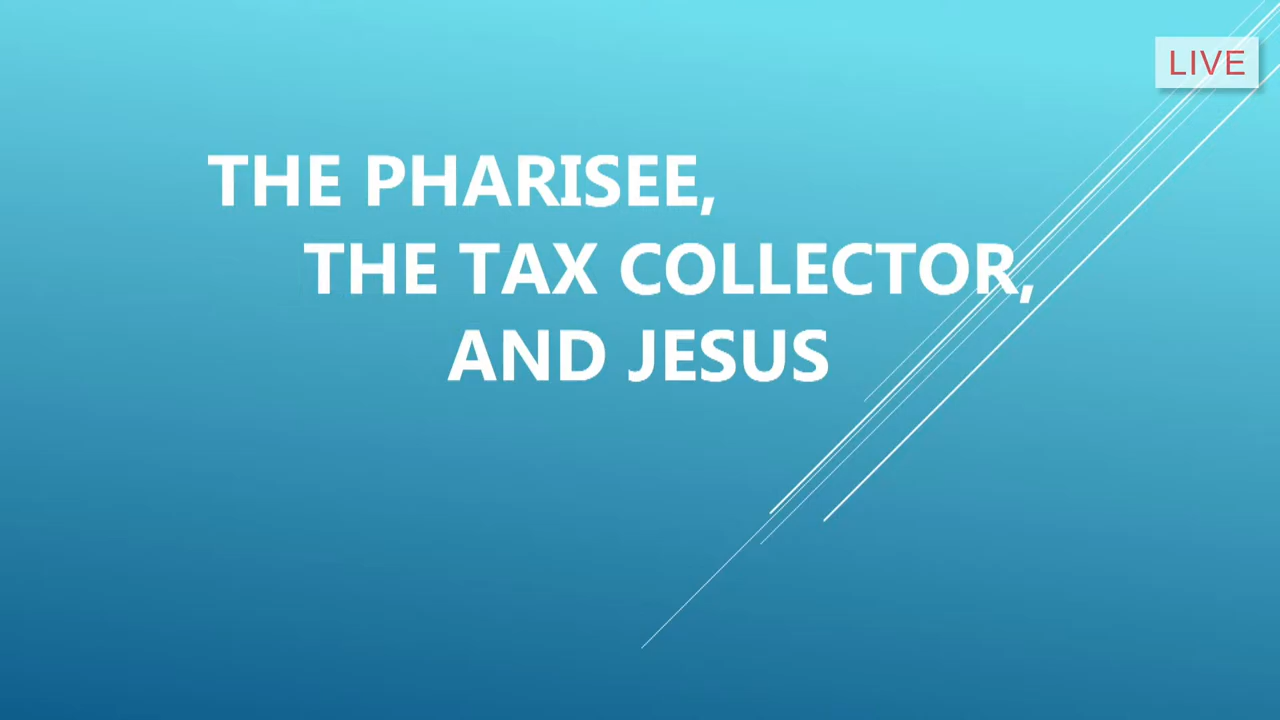 LIVE
THE PHARISEE,
THE TAX COLLECTOR,
AND JESUS